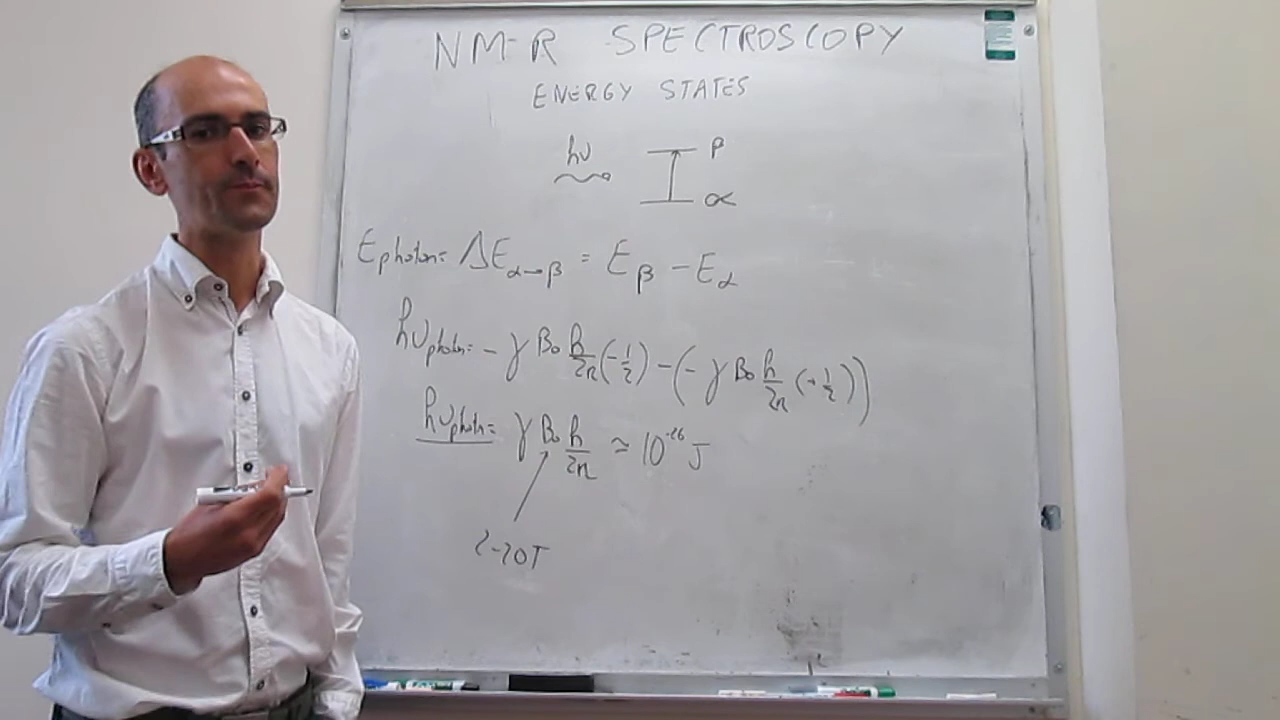 NMR SPECTROSCOPY
ENERGY STATES
hν β
α
Ephoton = ΔEα→β = Eβ - Eα
hνphoton = - γ B₀ h/2π (-1/2) - (- γ B₀ h/2π (+1/2))
hνphoton = γ B₀ h/2π ≃ 10⁻²⁶ J
2-20T